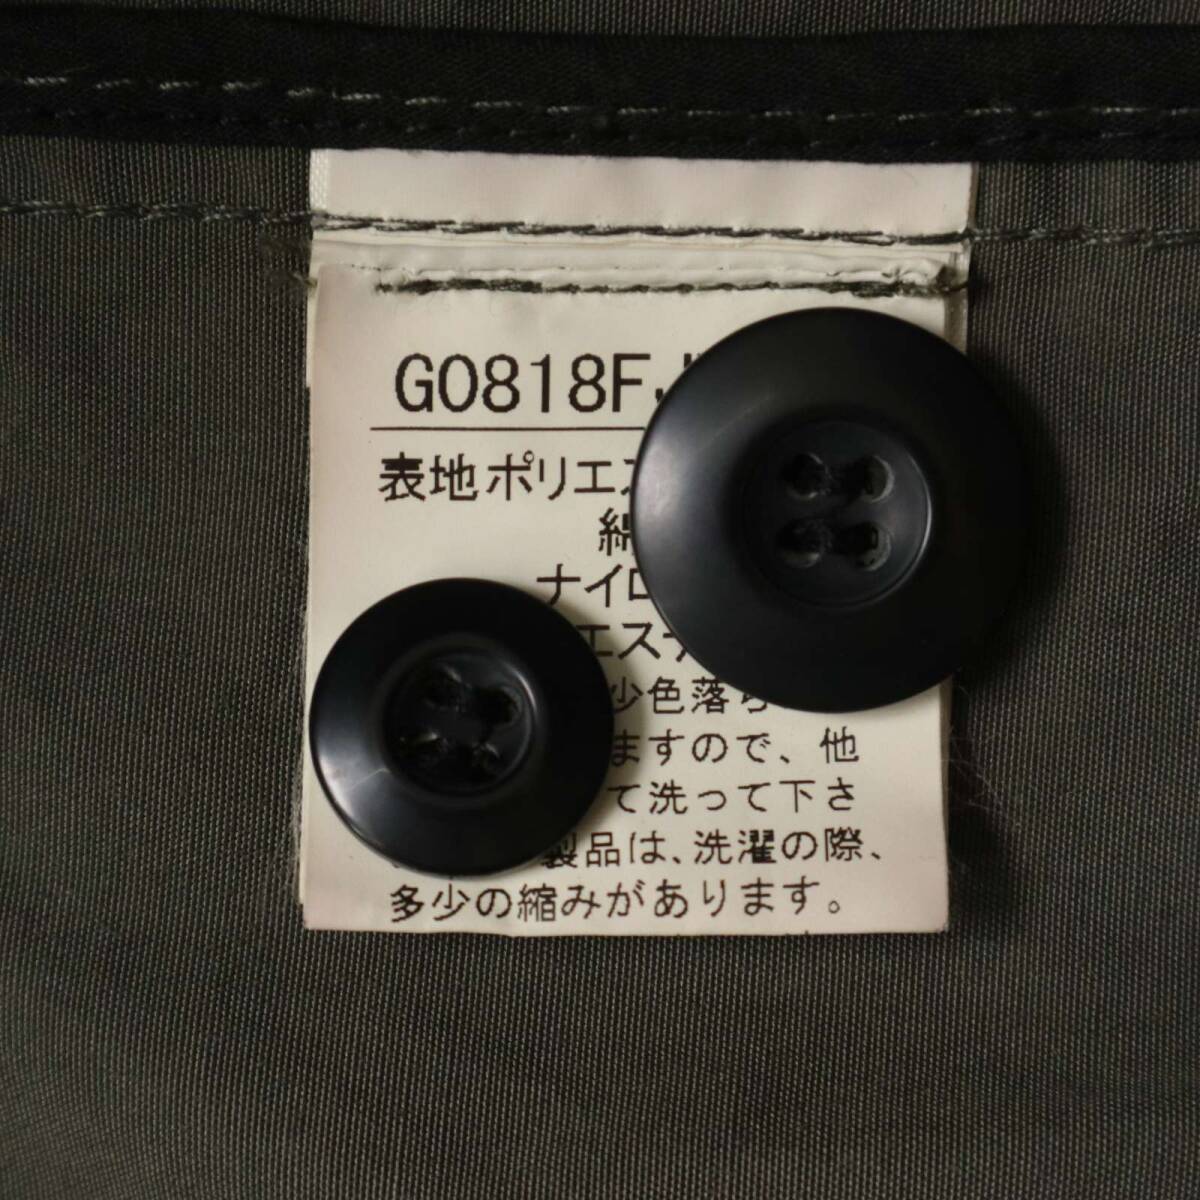 G0818F
表地ポリエス
綿
ナイロ
エステ
少色落ち
ますので、他
て洗って下さ
製品は、洗濯の際、
多少の縮みがあります。